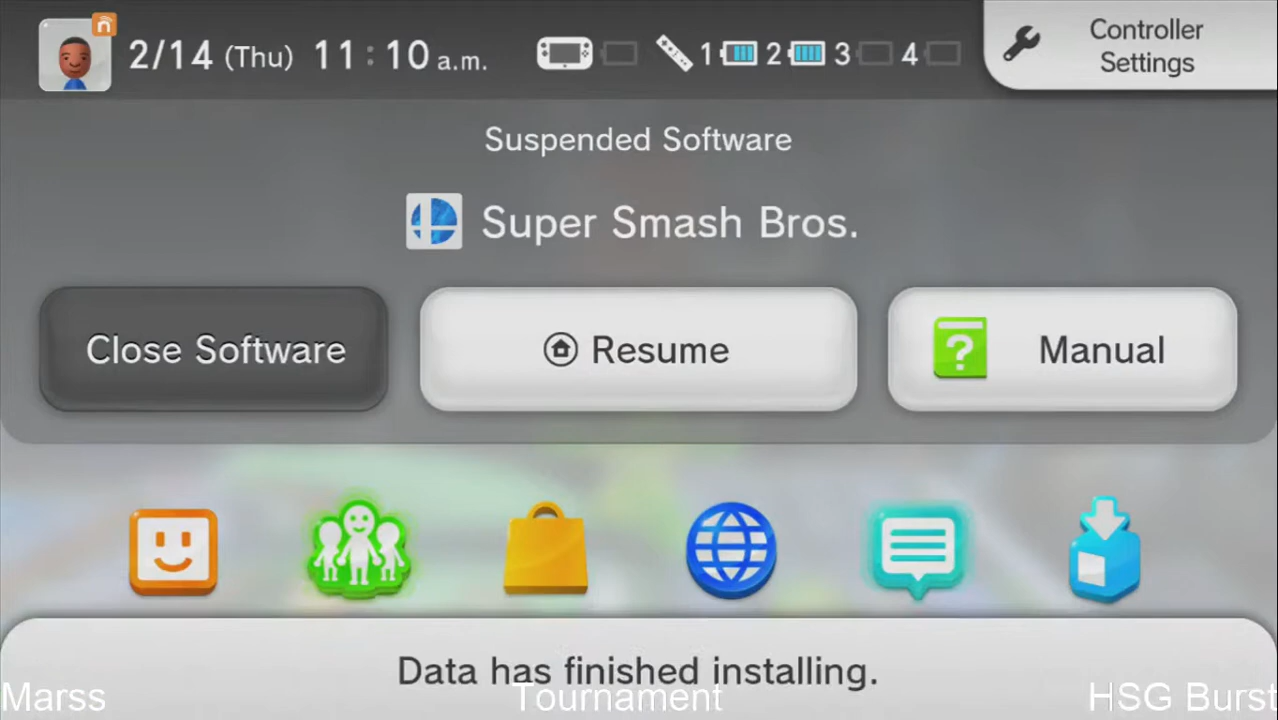 2/14 (Thu) 11:10 a.m.
1 2 3 4
Controller
Settings
Suspended Software
Super Smash Bros.
Close Software
Resume
? Manual
Data has finished installing.
Marss Tournament HSG Burst